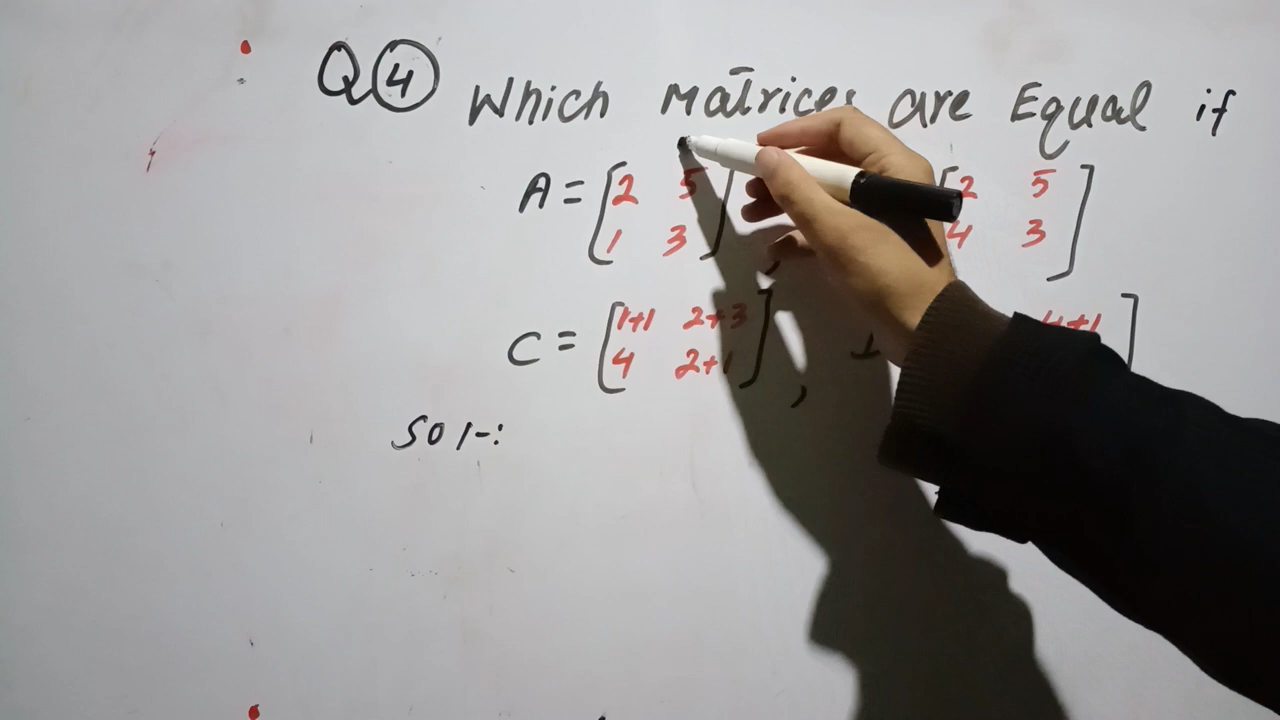 Q 4 Which Matrices are Equal if
A = [ 2 5 ] [ 2 5 ]
1 3 , 4 3
C = [ 1+1 2+3 ] 4+1 ]
4 2+1 ,
Sol-: